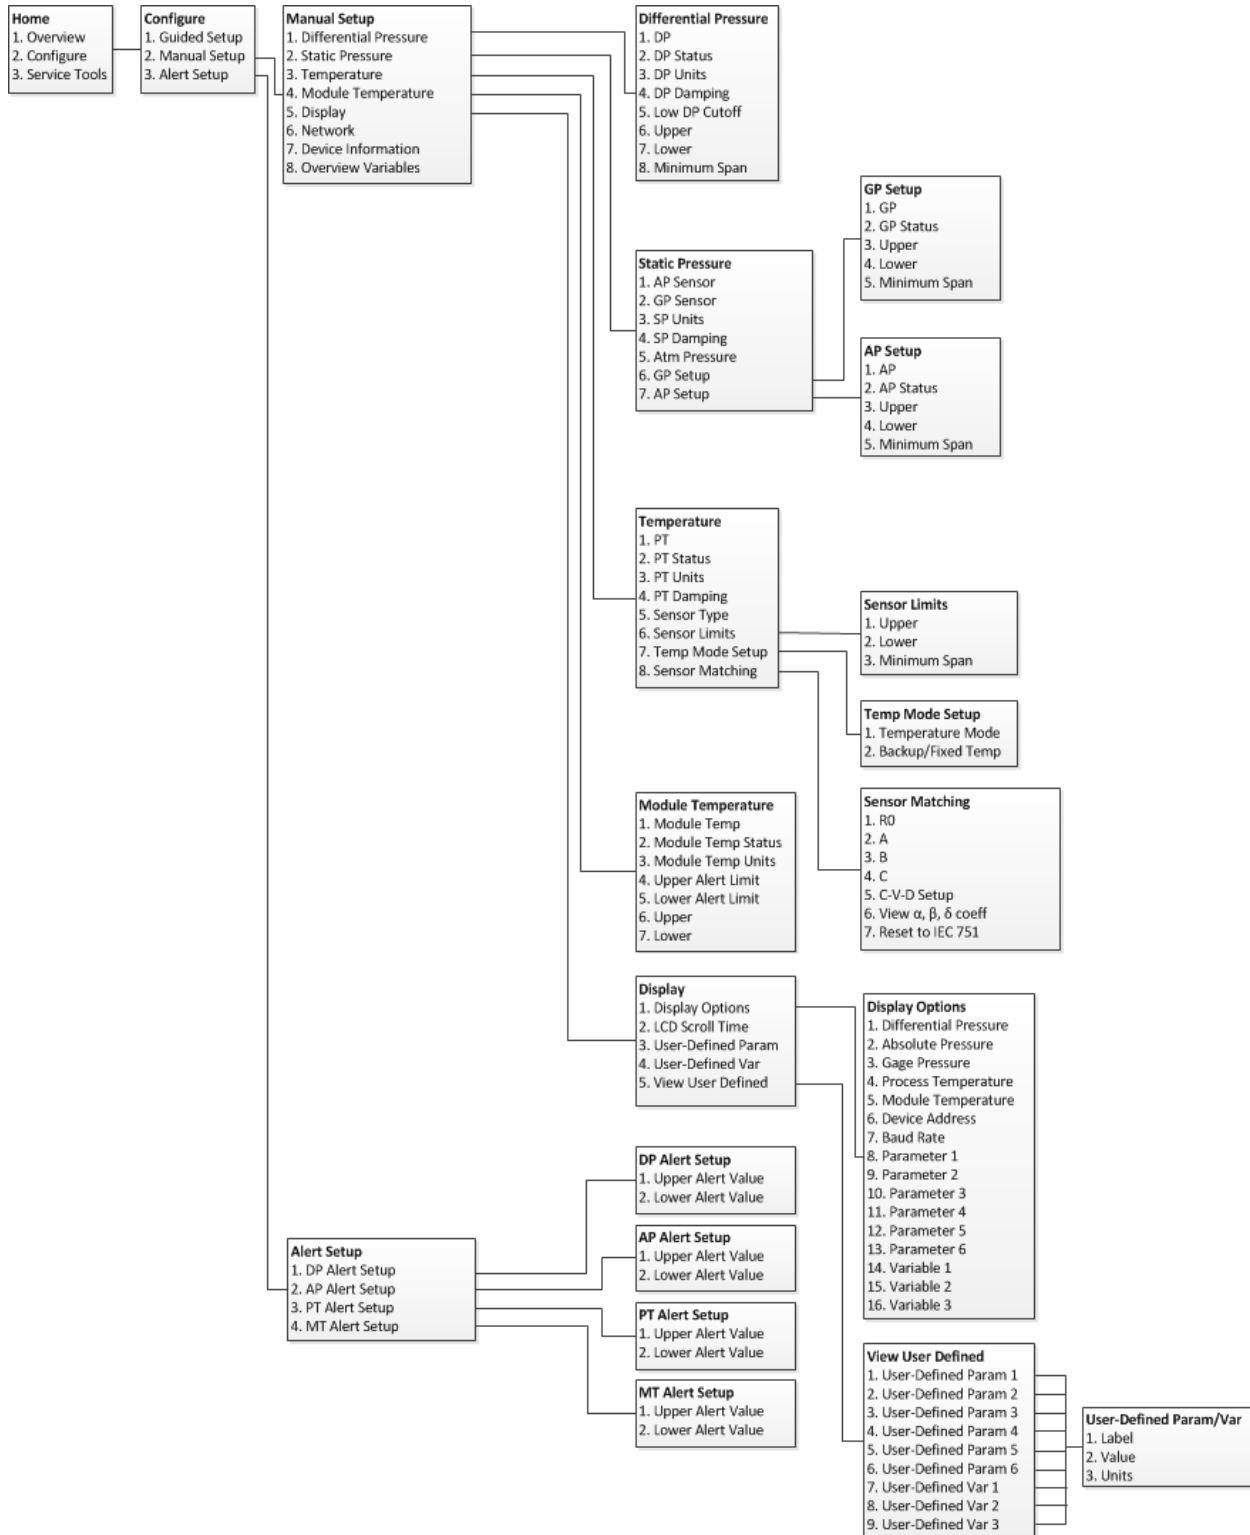 Home
1. Overview
2. Configure
3. Service Tools
Configure
1. Guided Setup
2. Manual Setup
3. Alert Setup
Manual Setup
1. Differential Pressure
2. Static Pressure
3. Temperature
4. Module Temperature
5. Display
6. Network
7. Device Information
8. Overview Variables
Differential Pressure
1. DP
2. DP Status
3. DP Units
4. DP Damping
5. Low DP Cutoff
6. Upper
7. Lower
8. Minimum Span
GP Setup
1. GP
2. GP Status
3. Upper
4. Lower
5. Minimum Span
Static Pressure
1. AP Sensor
2. GP Sensor
3. SP Units
4. SP Damping
5. Atm Pressure
6. GP Setup
7. AP Setup
AP Setup
1. AP
2. AP Status
3. Upper
4. Lower
5. Minimum Span
Temperature
1. PT
2. PT Status
3. PT Units
4. PT Damping
5. Sensor Type
6. Sensor Limits
7. Temp Mode Setup
8. Sensor Matching
Sensor Limits
1. Upper
2. Lower
3. Minimum Span
Temp Mode Setup
1. Temperature Mode
2. Backup/Fixed Temp
Module Temperature
1. Module Temp
2. Module Temp Status
3. Module Temp Units
4. Upper Alert Limit
5. Lower Alert Limit
6. Upper
7. Lower
Sensor Matching
1. R0
2. A
3. B
4. C
5. C-V-D Setup
6. View α, β, δ coeff
7. Reset to IEC 751
Display
1. Display Options
2. LCD Scroll Time
3. User-Defined Param
4. User-Defined Var
5. View User Defined
Display Options
1. Differential Pressure
2. Absolute Pressure
3. Gage Pressure
4. Process Temperature
5. Module Temperature
6. Device Address
7. Baud Rate
8. Parameter 1
9. Parameter 2
10. Parameter 3
11. Parameter 4
12. Parameter 5
13. Parameter 6
14. Variable 1
15. Variable 2
16. Variable 3
Alert Setup
1. DP Alert Setup
2. AP Alert Setup
3. PT Alert Setup
4. MT Alert Setup
DP Alert Setup
1. Upper Alert Value
2. Lower Alert Value
AP Alert Setup
1. Upper Alert Value
2. Lower Alert Value
PT Alert Setup
1. Upper Alert Value
2. Lower Alert Value
MT Alert Setup
1. Upper Alert Value
2. Lower Alert Value
View User Defined
1. User-Defined Param 1
2. User-Defined Param 2
3. User-Defined Param 3
4. User-Defined Param 4
5. User-Defined Param 5
6. User-Defined Param 6
7. User-Defined Var 1
8. User-Defined Var 2
9. User-Defined Var 3
User-Defined Param/Var
1. Label
2. Value
3. Units